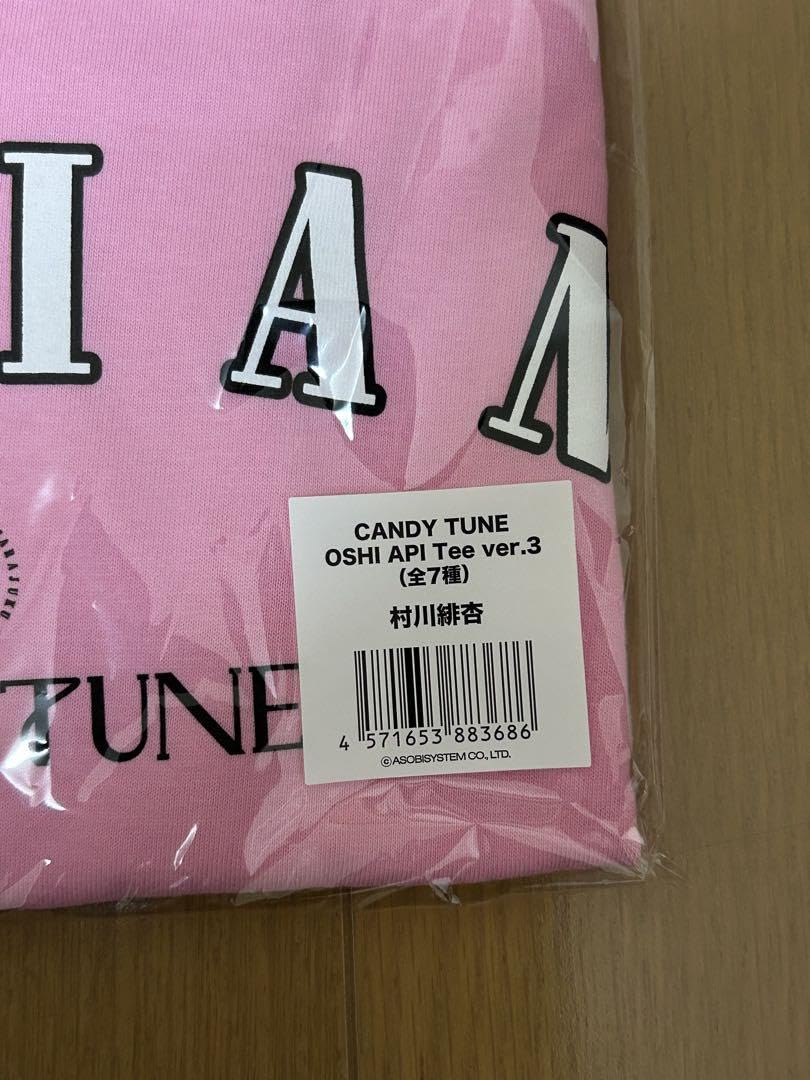 I A N
ARAJUKU
TUNE
CANDY TUNE
OSHI API Tee ver.3
(全7種)
村川緋杏
4 571653 883686
©ASOBISYSTEM CO., LTD.